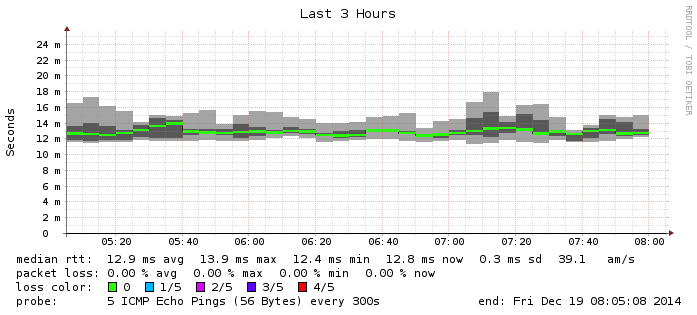 Last 3 Hours
RRDTOOL / TOBI OETIKER
Seconds
24 m
22 m
20 m
18 m
16 m
14 m
12 m
10 m
8 m
6 m
4 m
2 m
0
05:20 05:40 06:00 06:20 06:40 07:00 07:20 07:40 08:00
median rtt: 12.9 ms avg 13.9 ms max 12.4 ms min 12.8 ms now 0.3 ms sd 39.1 am/s
packet loss: 0.00 % avg 0.00 % max 0.00 % min 0.00 % now
loss color: 0 1/5 2/5 3/5 4/5
probe: 5 ICMP Echo Pings (56 Bytes) every 300s end: Fri Dec 19 08:05:08 2014